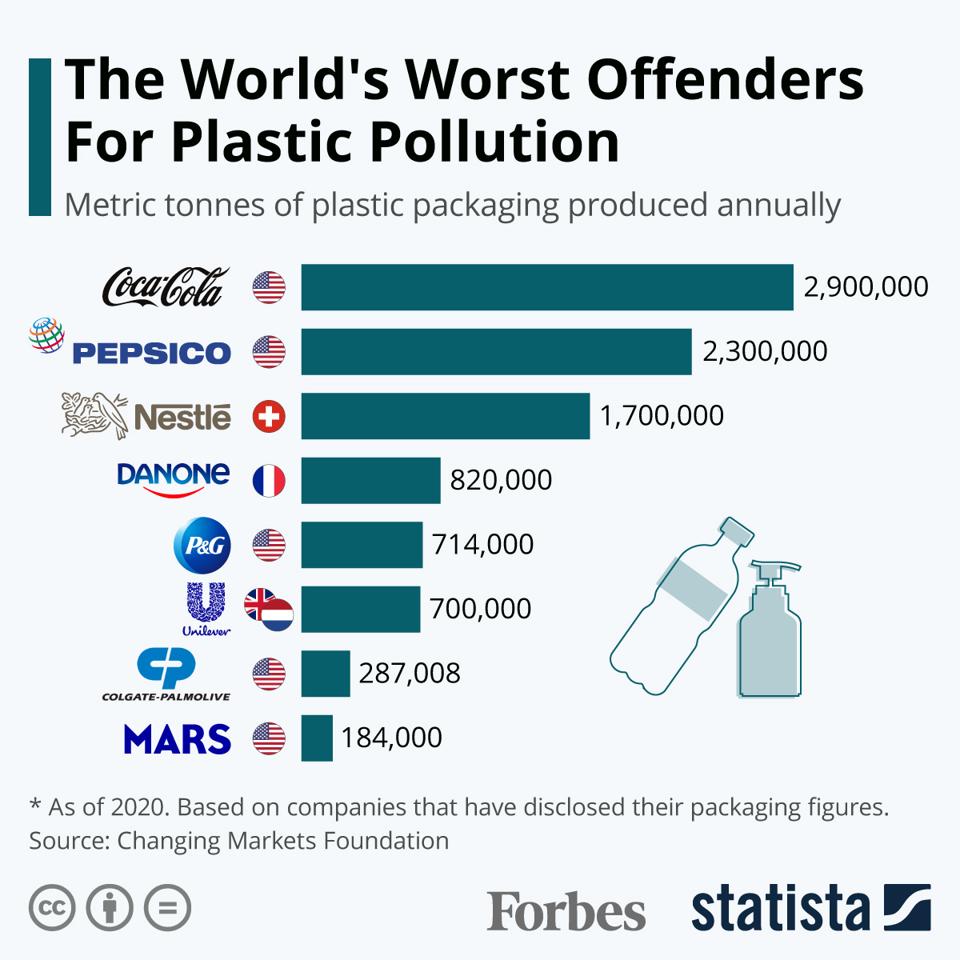 The World's Worst Offenders
For Plastic Pollution
Metric tonnes of plastic packaging produced annually
Coca-Cola 2,900,000
PEPSICO 2,300,000
Nestlé 1,700,000
DANONE 820,000
P&G 714,000
Unilever 700,000
CP
COLGATE-PALMOLIVE 287,008
MARS 184,000
* As of 2020. Based on companies that have disclosed their packaging figures.
Source: Changing Markets Foundation
cc Forbes statista